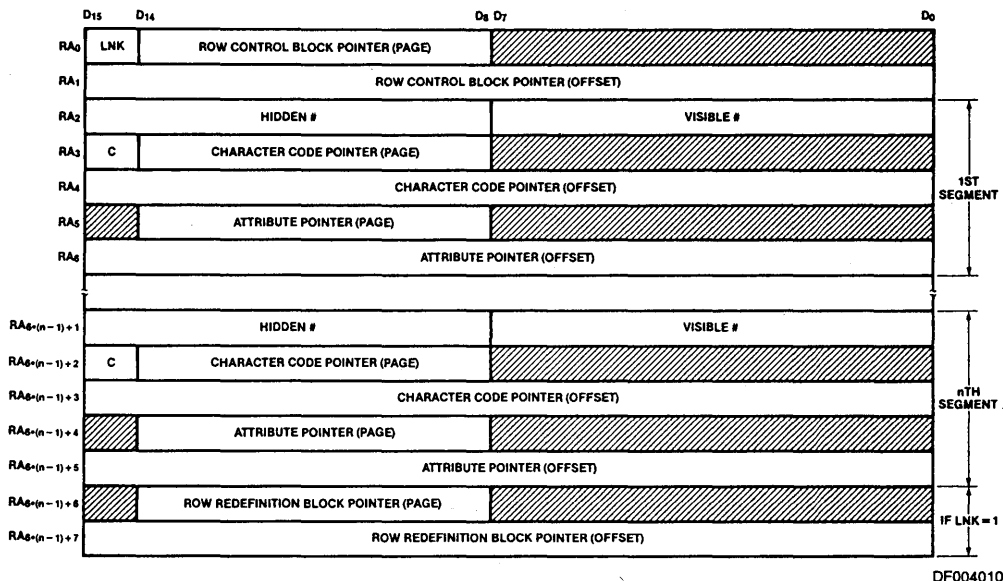 D15 D14 D8 D7 D0
RA0 LNK ROW CONTROL BLOCK POINTER (PAGE)
RA1 ROW CONTROL BLOCK POINTER (OFFSET)
RA2 HIDDEN # VISIBLE #
RA3 C CHARACTER CODE POINTER (PAGE)
RA4 CHARACTER CODE POINTER (OFFSET)
1ST
SEGMENT
RA5 ATTRIBUTE POINTER (PAGE)
RA6 ATTRIBUTE POINTER (OFFSET)
RA6*(n−1)+1 HIDDEN # VISIBLE #
RA6*(n−1)+2 C CHARACTER CODE POINTER (PAGE)
RA6*(n−1)+3 CHARACTER CODE POINTER (OFFSET)
nTH
SEGMENT
RA6*(n−1)+4 ATTRIBUTE POINTER (PAGE)
RA6*(n−1)+5 ATTRIBUTE POINTER (OFFSET)
RA6*(n−1)+6 ROW REDEFINITION BLOCK POINTER (PAGE)
IF LNK = 1
RA6*(n−1)+7 ROW REDEFINITION BLOCK POINTER (OFFSET)
DF004010